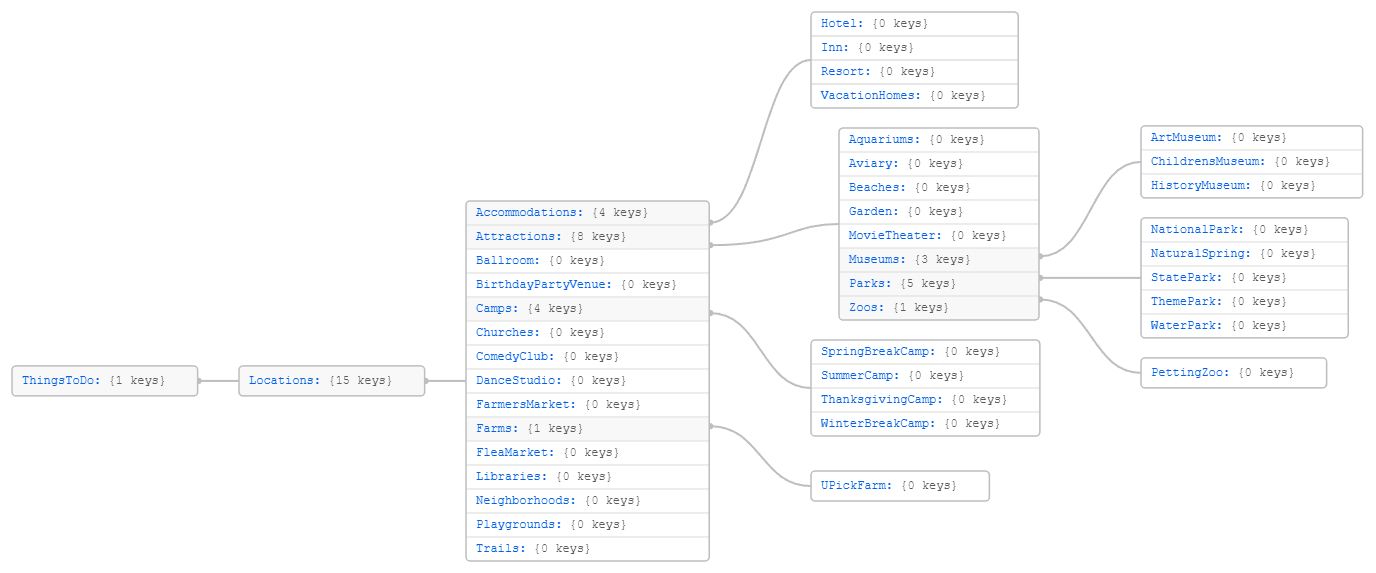 ThingsToDo: {1 keys}
Locations: {15 keys}
Accommodations: {4 keys}
Attractions: {8 keys}
Ballroom: {0 keys}
BirthdayPartyVenue: {0 keys}
Camps: {4 keys}
Churches: {0 keys}
ComedyClub: {0 keys}
DanceStudio: {0 keys}
FarmersMarket: {0 keys}
Farms: {1 keys}
FleaMarket: {0 keys}
Libraries: {0 keys}
Neighborhoods: {0 keys}
Playgrounds: {0 keys}
Trails: {0 keys}
Hotel: {0 keys}
Inn: {0 keys}
Resort: {0 keys}
VacationHomes: {0 keys}
Aquariums: {0 keys}
Aviary: {0 keys}
Beaches: {0 keys}
Garden: {0 keys}
MovieTheater: {0 keys}
Museums: {3 keys}
Parks: {5 keys}
Zoos: {1 keys}
SpringBreakCamp: {0 keys}
SummerCamp: {0 keys}
ThanksgivingCamp: {0 keys}
WinterBreakCamp: {0 keys}
UPickFarm: {0 keys}
ArtMuseum: {0 keys}
ChildrensMuseum: {0 keys}
HistoryMuseum: {0 keys}
NationalPark: {0 keys}
NaturalSpring: {0 keys}
StatePark: {0 keys}
ThemePark: {0 keys}
WaterPark: {0 keys}
PettingZoo: {0 keys}